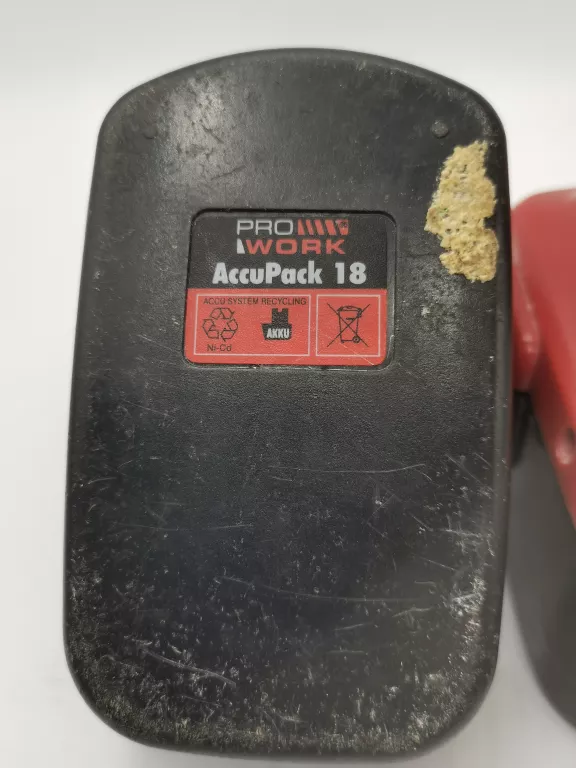 PRO
WORK
AccuPack 18
ACCU SYSTEM RECYCLING
AKKU
Ni-Cd